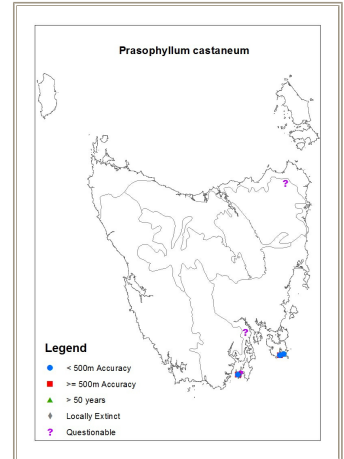 Prasophyllum castaneum
?
?
Legend
< 500m Accuracy
>= 500m Accuracy
> 50 years
Locally Extinct
? Questionable